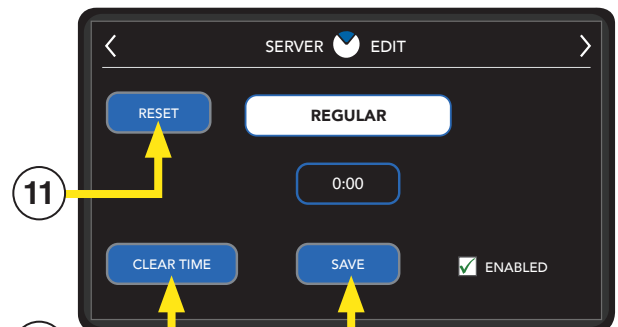 SERVER EDIT
RESET
REGULAR
11
0:00
CLEAR TIME
SAVE
ENABLED